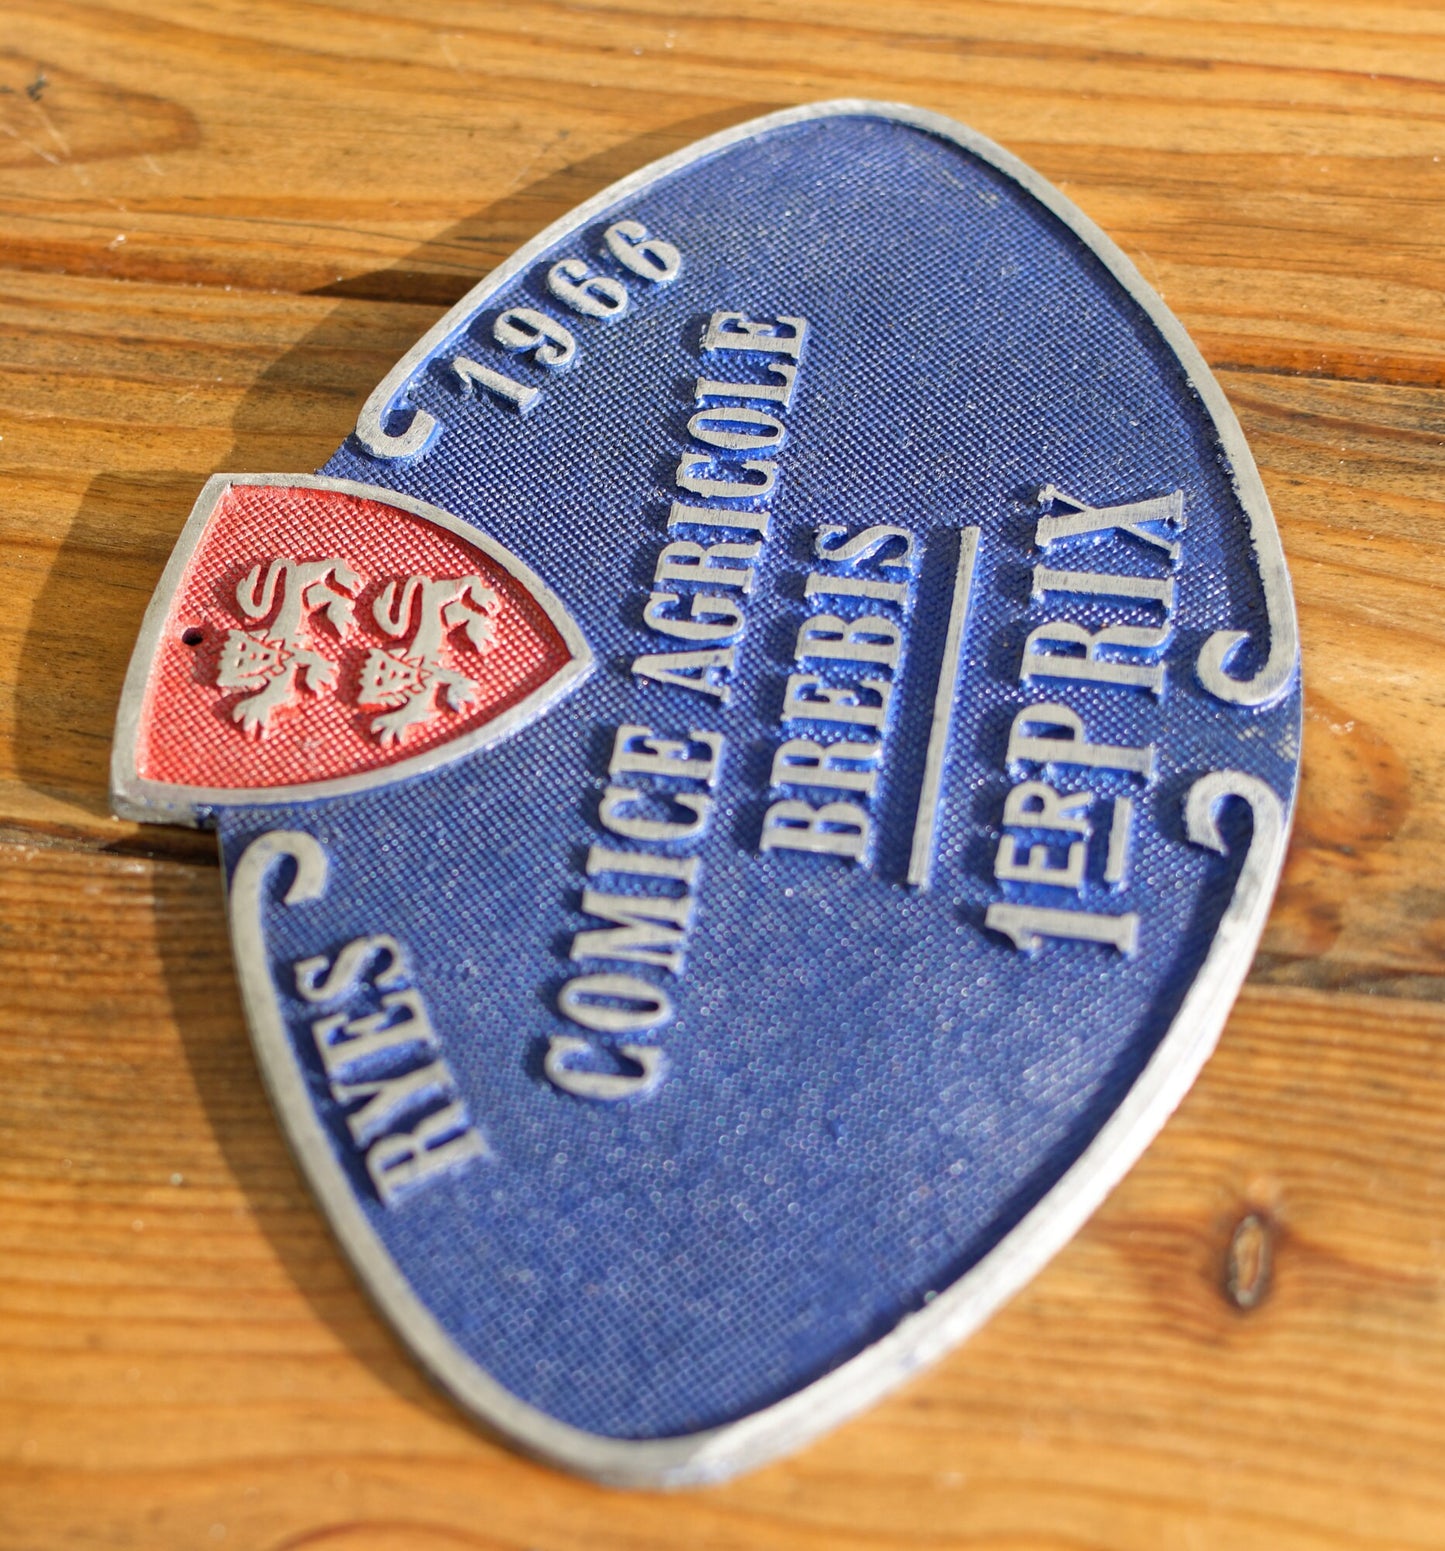 RYES 1966
COMICE AGRICOLE
BREBIS
1ER PRIX